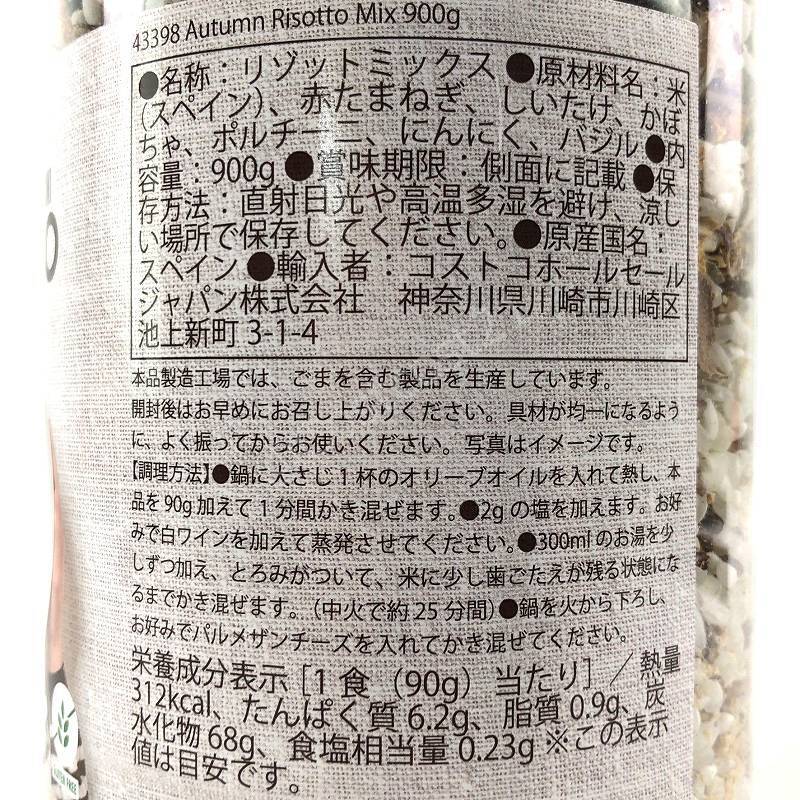 43398 Autumn Risotto Mix 900g
●名称：リゾットミックス ●原材料名：米
(スペイン)、赤たまねぎ、しいたけ、かぼ
ちゃ、ポルチーニ、にんにく、バジル ●内
容量：900g ●賞味期限：側面に記載 ●保
存方法：直射日光や高温多湿を避け、涼し
い場所で保存してください。●原産国名：
スペイン ●輸入者：コストコホールセール
ジャパン株式会社　神奈川県川崎市川崎区
池上新町 3-1-4
本品製造工場では、ごまを含む製品を生産しています。
開封後はお早めにお召し上がりください。具材が均一になるよう
に、よく振ってからお使いください。写真はイメージです。
【調理方法】●鍋に大さじ1杯のオリーブオイルを入れて熱し、本
品を90g加えて1分間かき混ぜます。●2gの塩を加えます。お好
みで白ワインを加えて蒸発させてください。●300mlのお湯を少
しずつ加え、とろみがついて、米に少し歯ごたえが残る状態にな
るまでかき混ぜます。（中火で約25分間）●鍋を火から下ろし、
お好みでパルメザンチーズを入れてかき混ぜてください。
栄養成分表示［1食（90g）当たり］／熱量
312kcal、たんぱく質 6.2g、脂質 0.9g、炭
水化物 68g、食塩相当量 0.23g ※この表示
値は目安です。